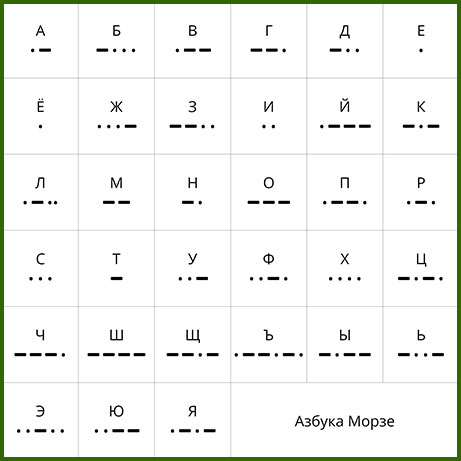 А Б В Г Д Е
Ё Ж З И Й К
Л М Н О П Р
С Т У Ф Х Ц
Ч Ш Щ Ъ Ы Ь
Э Ю Я Азбука Морзе